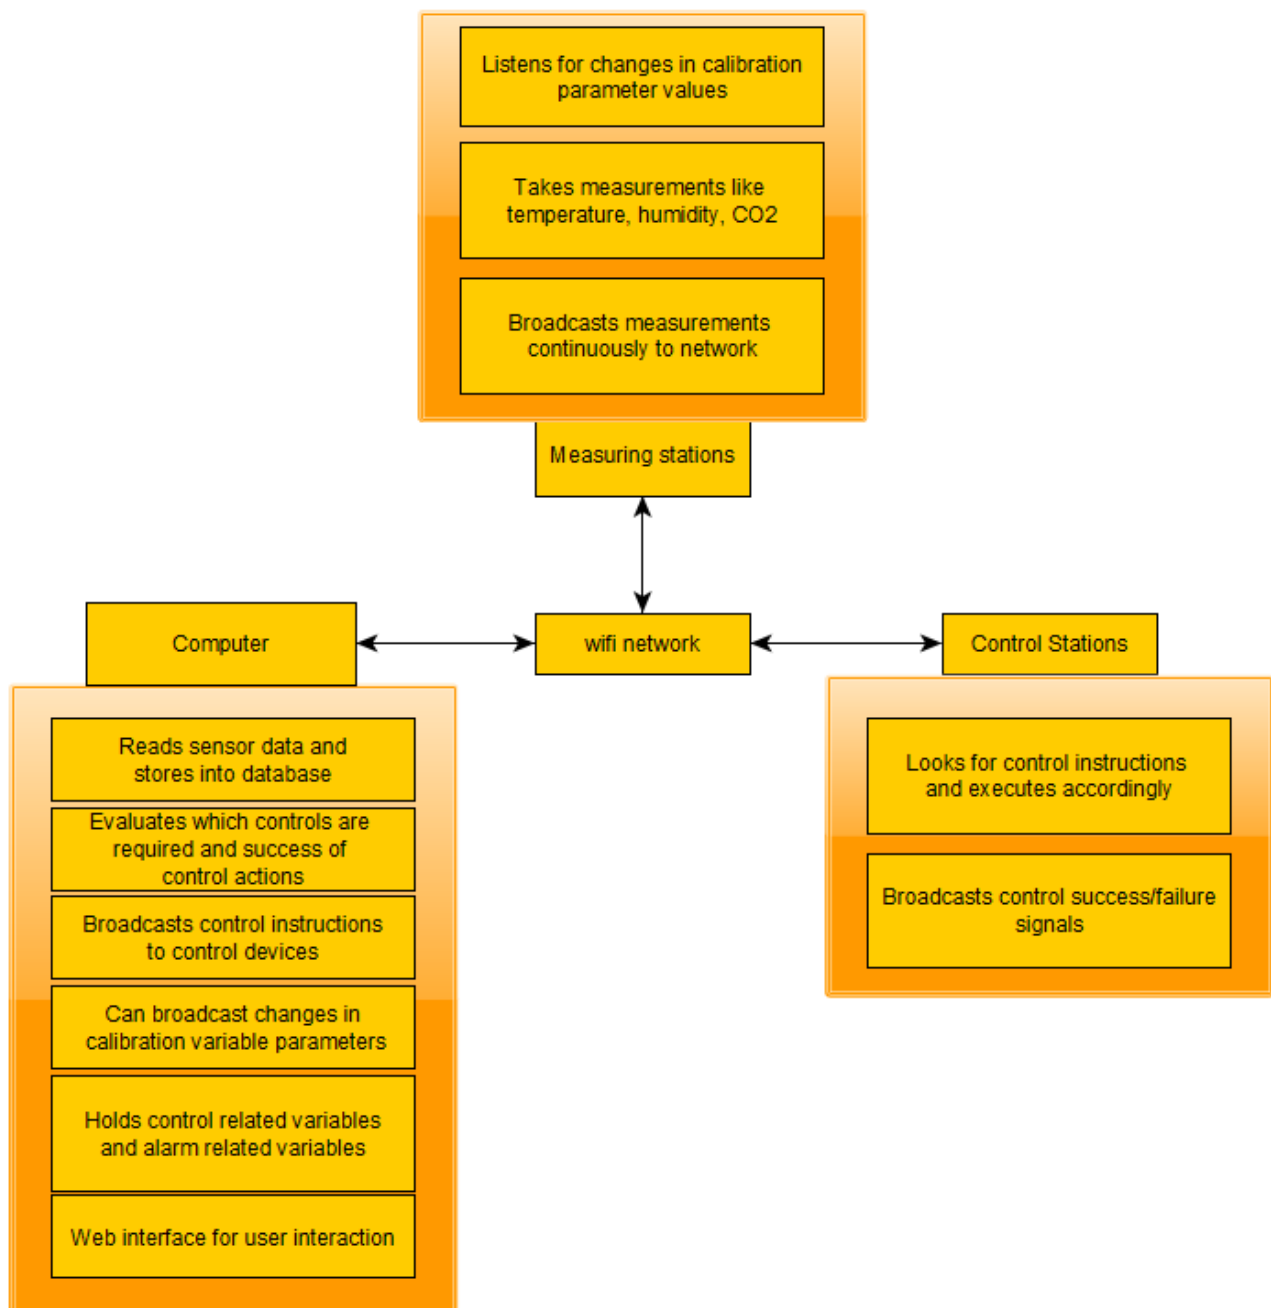 Listens for changes in calibration
parameter values
Takes measurements like
temperature, humidity, CO2
Broadcasts measurements
continuously to network
Measuring stations
Computer
wifi network
Control Stations
Reads sensor data and
stores into database
Evaluates which controls are
required and success of
control actions
Broadcasts control instructions
to control devices
Can broadcast changes in
calibration variable parameters
Holds control related variables
and alarm related variables
Web interface for user interaction
Looks for control instructions
and executes accordingly
Broadcasts control success/failure
signals